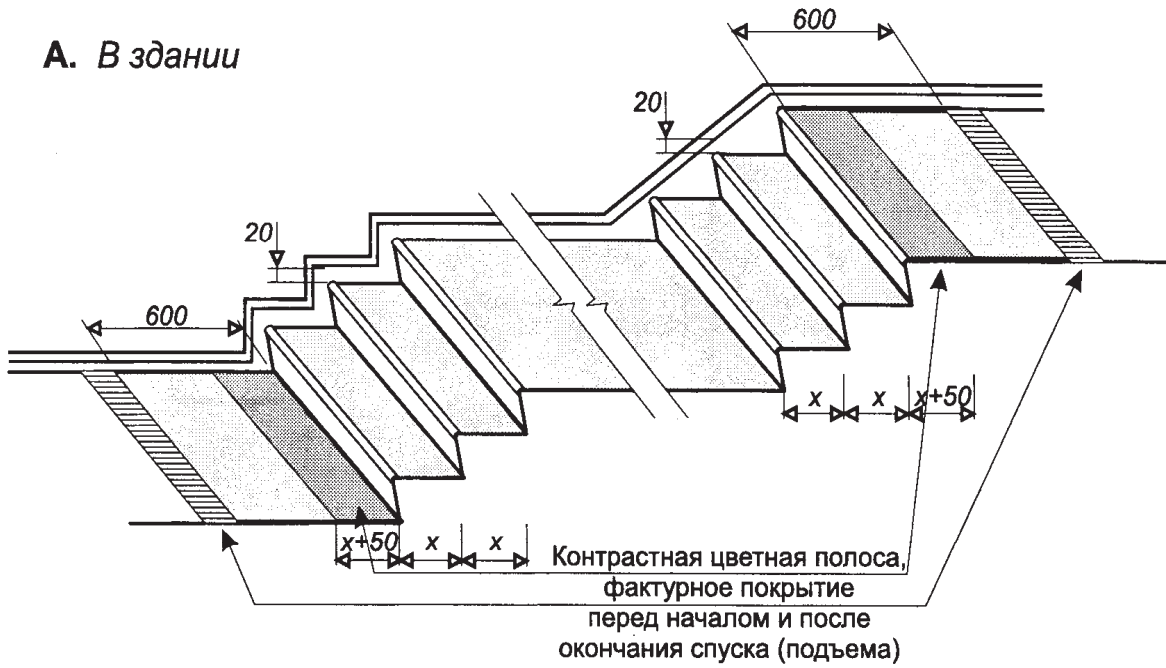 А. В здании
600
20
20
600
x
x
x+50
x+50
x
x
Контрастная цветная полоса,
фактурное покрытие
перед началом и после
окончания спуска (подъема)